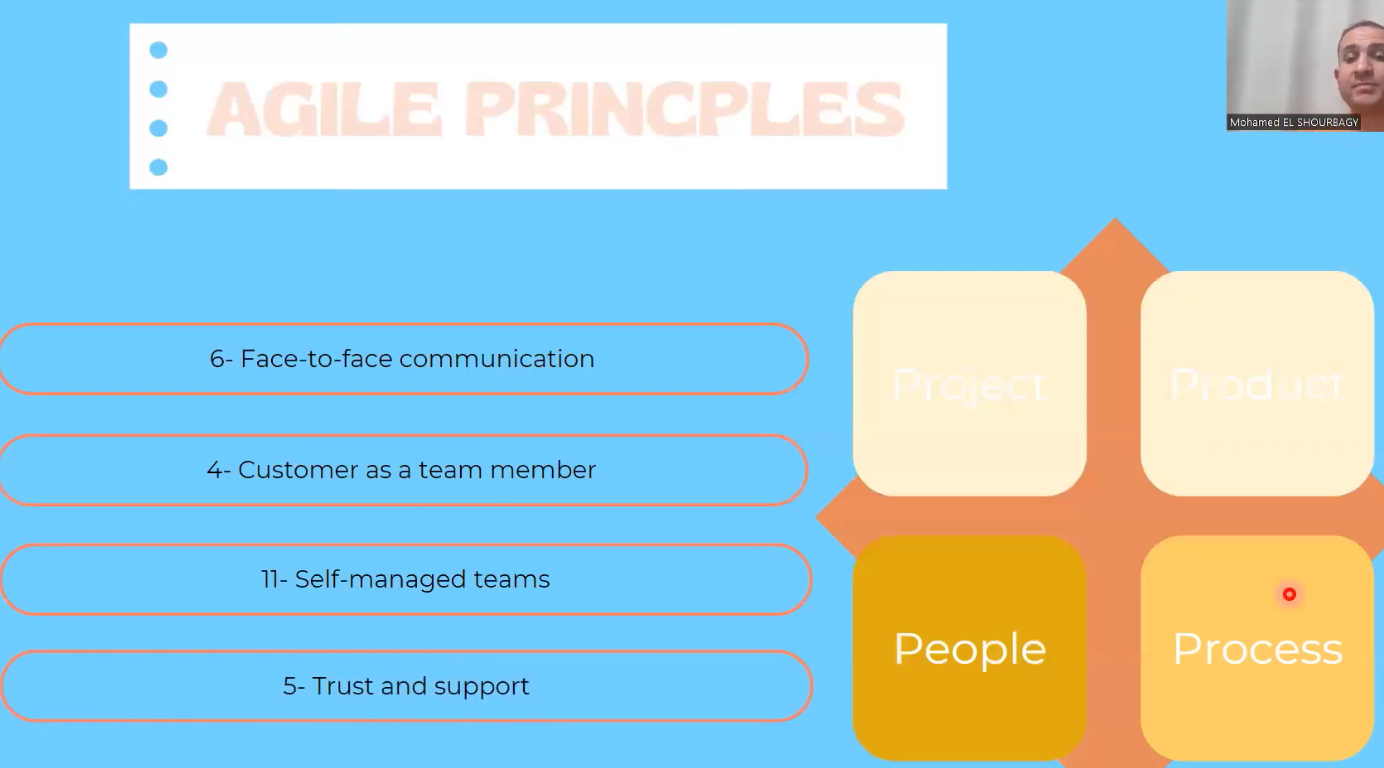 AGILE PRINCPLES
Mohamed EL SHOURBAGY
6- Face-to-face communication
4- Customer as a team member
11- Self-managed teams
5- Trust and support
Project
Product
People
Process